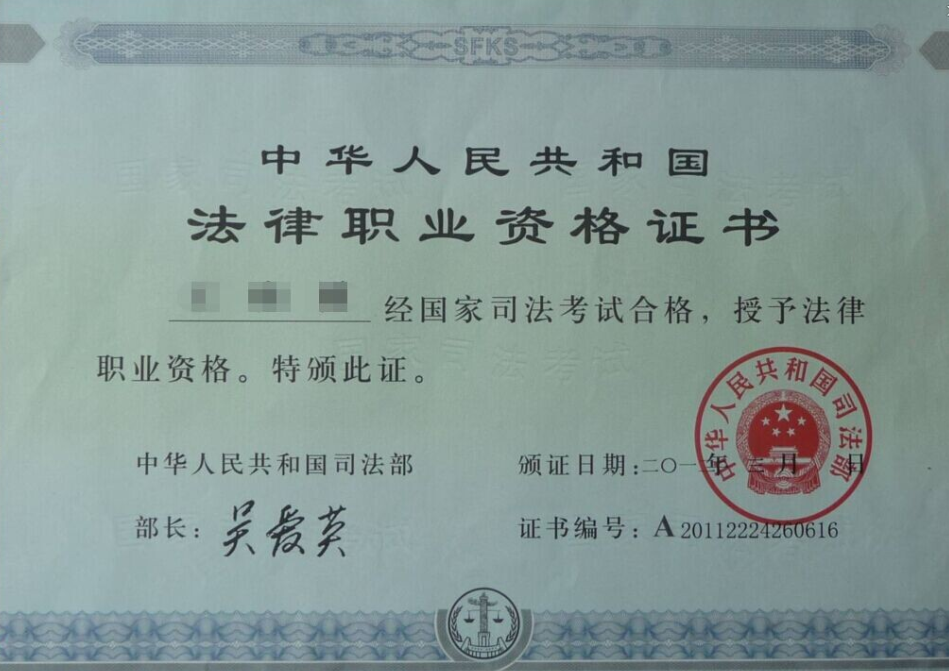 SFKS
中华人民共和国
法律职业资格证书
经国家司法考试合格，授予法律
职业资格。特颁此证。
中华人民共和国司法部
颁证日期:二〇一 年 三月 日
部长：吴爱英
证书编号：A20112224260616
中华人民共和国司法部